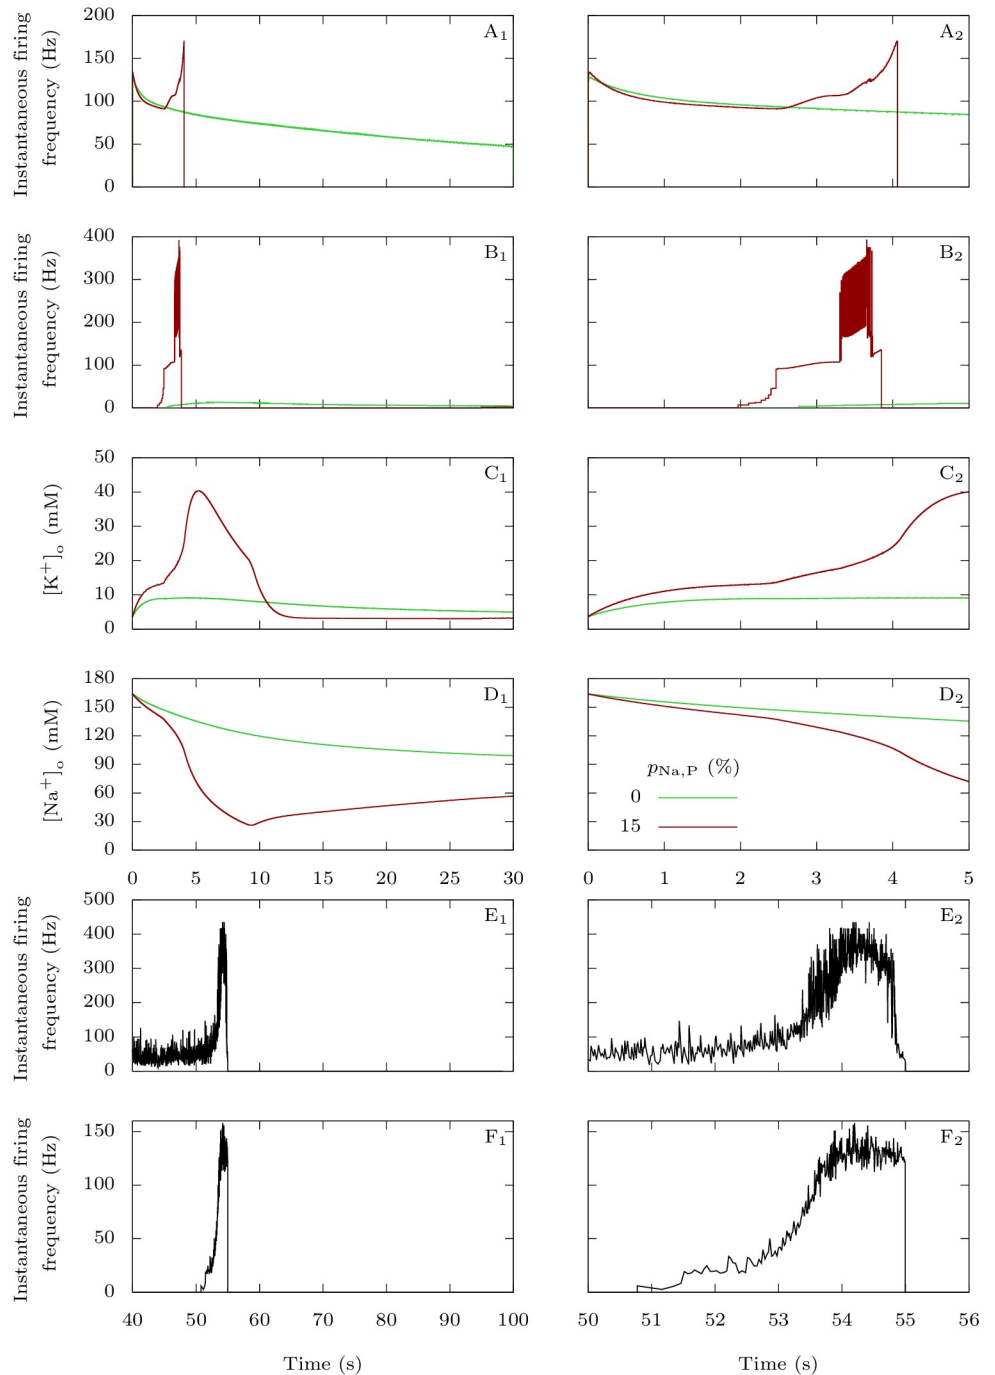 Instantaneous firing
frequency (Hz)
200
150
100
50
0
A1
A2
Instantaneous firing
frequency (Hz)
400
300
200
100
0
B1
B2
[K+]o (mM)
50
40
30
20
10
0
C1
C2
[Na+]o (mM)
180
150
120
90
60
30
0
D1
D2
pNa,P (%)
0
15
0 5 10 15 20 25 30
0 1 2 3 4 5
Instantaneous firing
frequency (Hz)
500
400
300
200
100
0
E1
E2
Instantaneous firing
frequency (Hz)
150
100
50
0
F1
F2
40 50 60 70 80 90 100
50 51 52 53 54 55 56
Time (s)
Time (s)